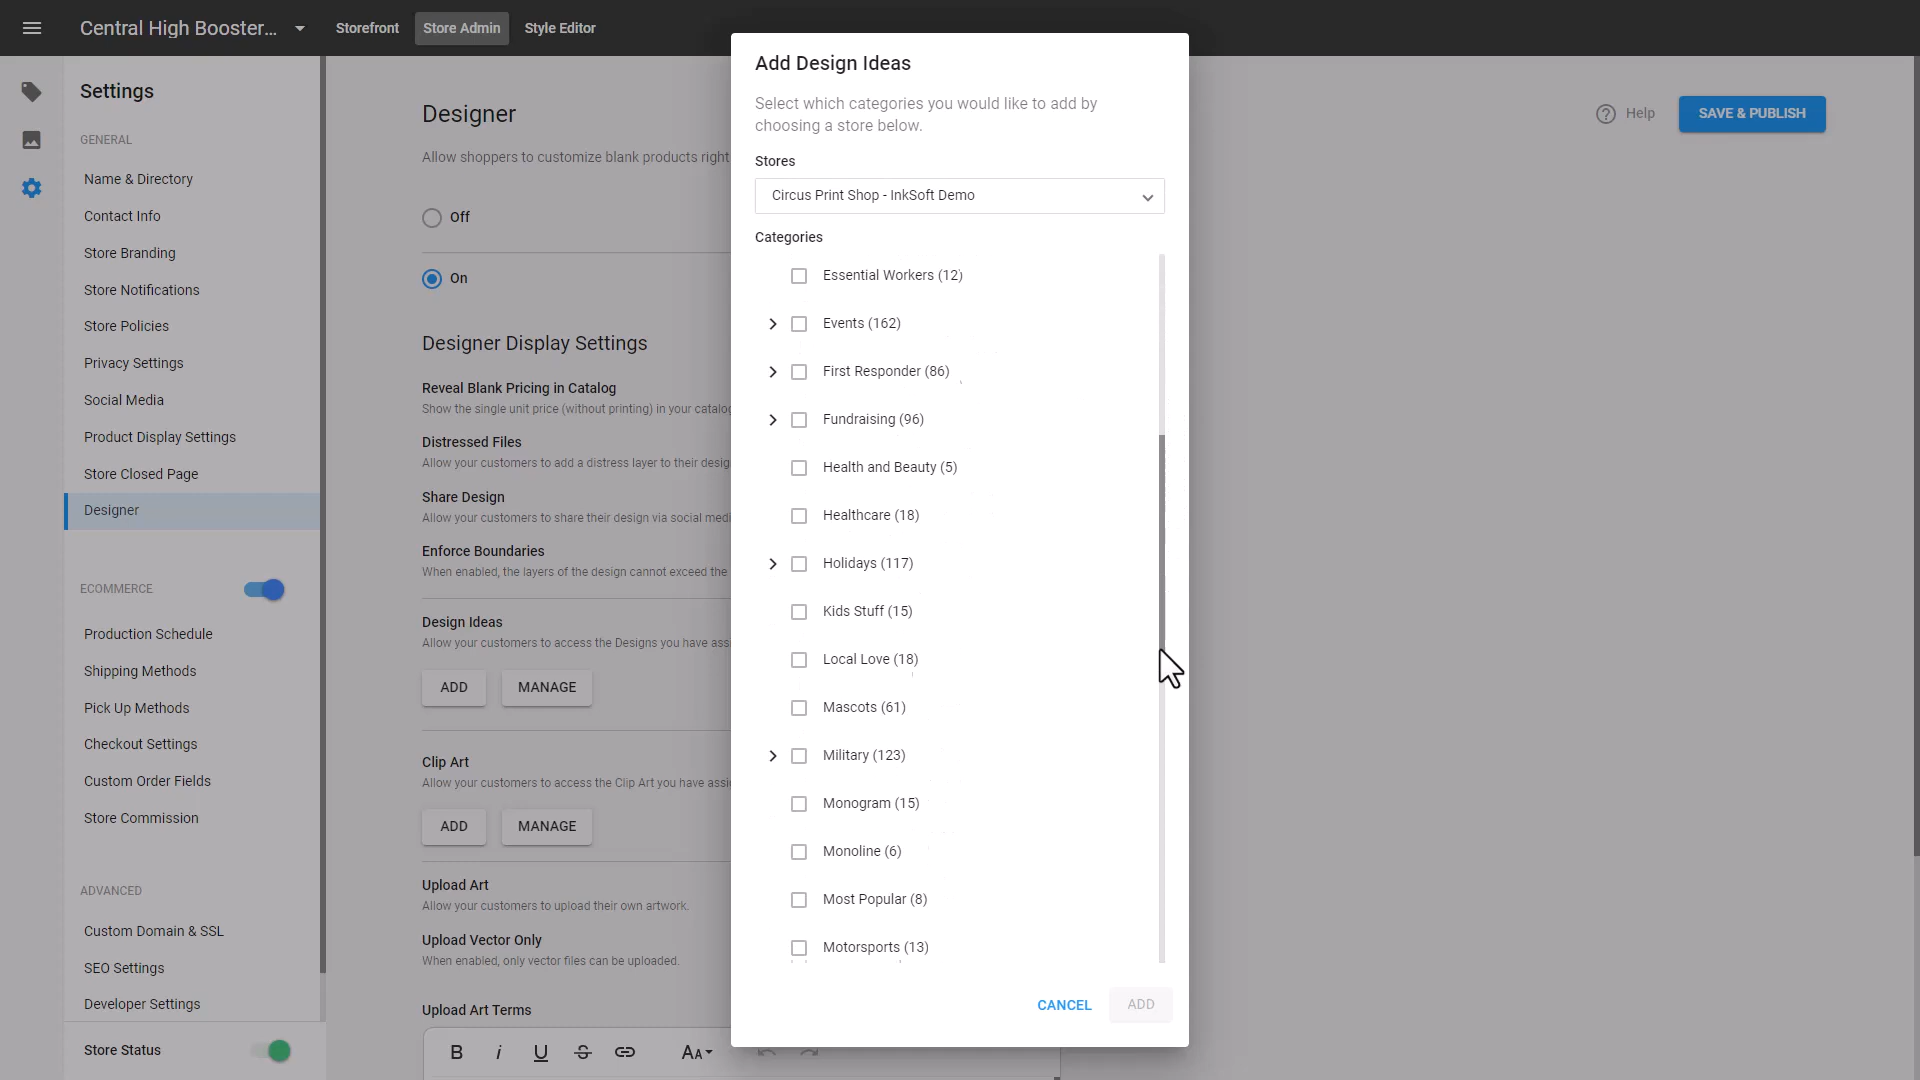 Central High Booster...
Storefront
Store Admin
Style Editor
Settings
GENERAL
Name & Directory
Contact Info
Store Branding
Store Notifications
Store Policies
Privacy Settings
Social Media
Product Display Settings
Store Closed Page
Designer
ECOMMERCE
Production Schedule
Shipping Methods
Pick Up Methods
Checkout Settings
Custom Order Fields
Store Commission
ADVANCED
Custom Domain & SSL
SEO Settings
Developer Settings
Store Status
Designer
Help
SAVE & PUBLISH
Allow shoppers to customize blank products right
Off
On
Designer Display Settings
Reveal Blank Pricing in Catalog
Show the single unit price (without printing) in your catalog
Distressed Files
Allow your customers to add a distress layer to their desig
Share Design
Allow your customers to share their design via social medi
Enforce Boundaries
When enabled, the layers of the design cannot exceed the
Design Ideas
Allow your customers to access the Designs you have ass
ADD
MANAGE
Clip Art
Allow your customers to access the Clip Art you have assi
ADD
MANAGE
Upload Art
Allow your customers to upload their own artwork.
Upload Vector Only
When enabled, only vector files can be uploaded.
Upload Art Terms
B i U S AA
Add Design Ideas
Select which categories you would like to add by
choosing a store below.
Stores
Circus Print Shop - InkSoft Demo
Categories
Essential Workers (12)
Events (162)
First Responder (86)
Fundraising (96)
Health and Beauty (5)
Healthcare (18)
Holidays (117)
Kids Stuff (15)
Local Love (18)
Mascots (61)
Military (123)
Monogram (15)
Monoline (6)
Most Popular (8)
Motorsports (13)
CANCEL
ADD